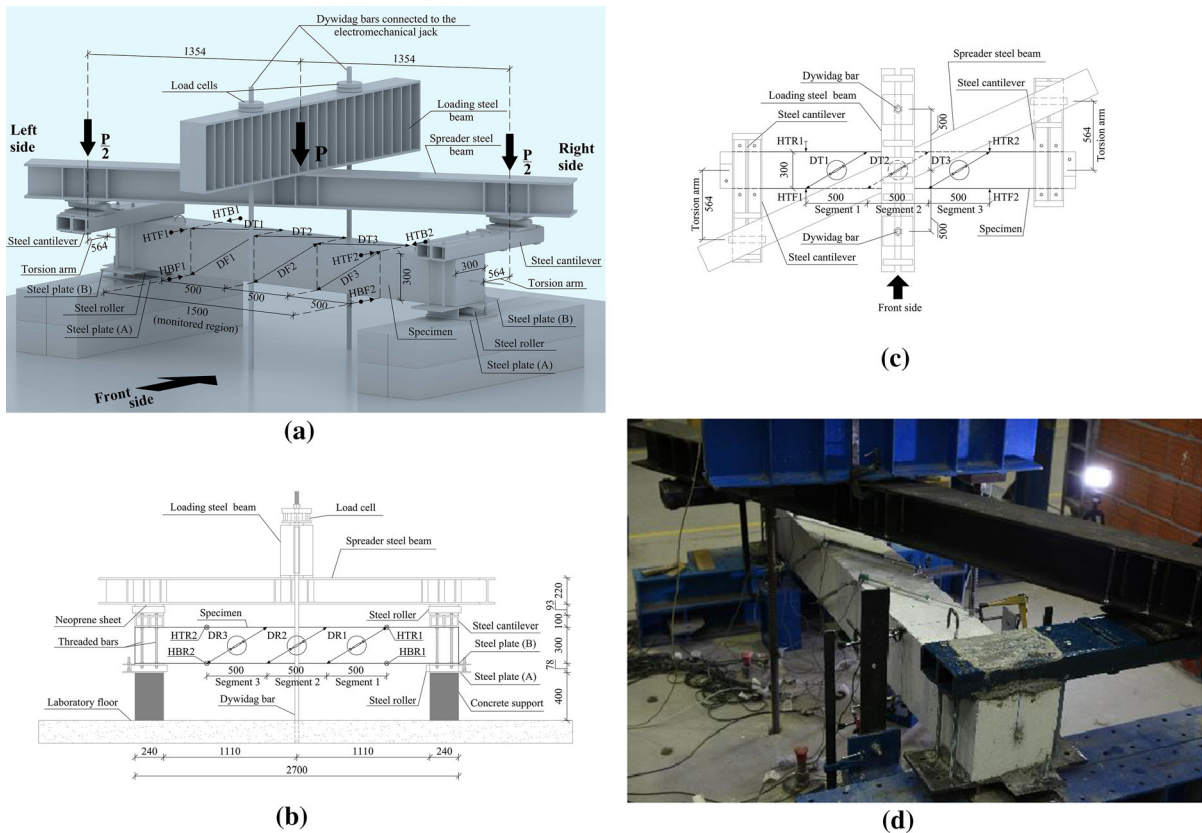 Dywidag bars connected to the
electromechanical jack
1354
1354
Load cells
Loading steel
beam
Spreader steel
beam
Left
side
P
2
P
P
2
Right
side
HTB1
HTF1
DT1
DT2
DT3
HTB2
HTF2
Steel cantilever
564
Torsion arm
HBF1
DF1
DF2
DF3
HBF2
300
300
564
Steel cantilever
Torsion arm
Steel plate (B)
Steel roller
Steel plate (A)
500
500
500
1500
(monitored region)
Specimen
Steel plate (B)
Steel roller
Steel plate (A)
Front
side
(a)
Spreader steel beam
Dywidag bar
Steel cantilever
Loading steel beam
Steel cantilever
500
564
Torsion arm
HTR1
HTR2
DT1
DT2
DT3
300
HTF1
HTF2
500
500
500
Segment 1
Segment 2
Segment 3
564
Torsion arm
500
Specimen
Dywidag bar
Steel cantilever
Front side
(c)
Loading steel beam
Load cell
Spreader steel beam
Neoprene sheet
Specimen
Steel roller
Threaded bars
Steel cantilever
HTR2
DR3
DR2
DR1
HTR1
HBR2
HBR1
Steel plate (B)
500
500
500
Segment 3
Segment 2
Segment 1
Steel plate (A)
Steel roller
Laboratory floor
Dywidag bar
Concrete support
220
93
100
300
78
400
240
1110
1110
240
2700
(b)
(d)